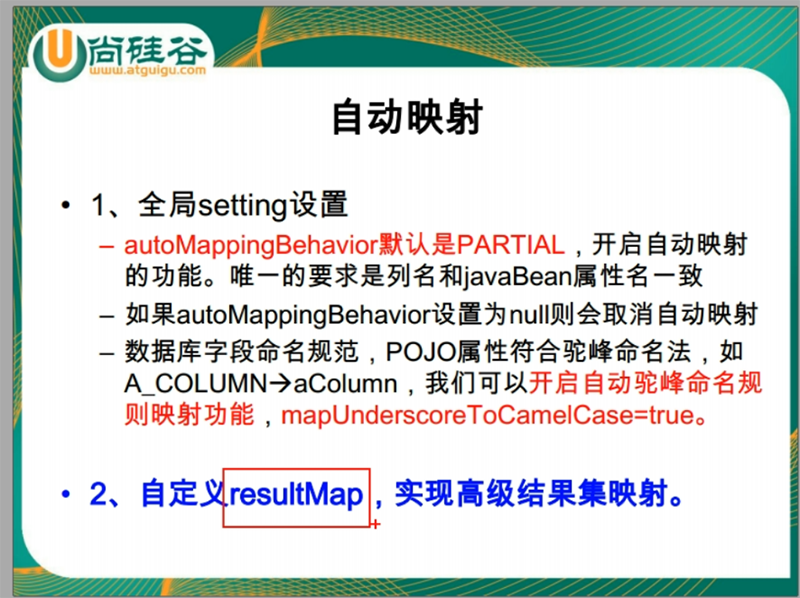 尚硅谷
www.atguigu.com
自动映射
• 1、全局setting设置
– autoMappingBehavior默认是PARTIAL，开启自动映射
的功能。唯一的要求是列名和javaBean属性名一致
– 如果autoMappingBehavior设置为null则会取消自动映射
– 数据库字段命名规范，POJO属性符合驼峰命名法，如
A_COLUMN→aColumn，我们可以开启自动驼峰命名规
则映射功能，mapUnderscoreToCamelCase=true。
• 2、自定义resultMap，实现高级结果集映射。